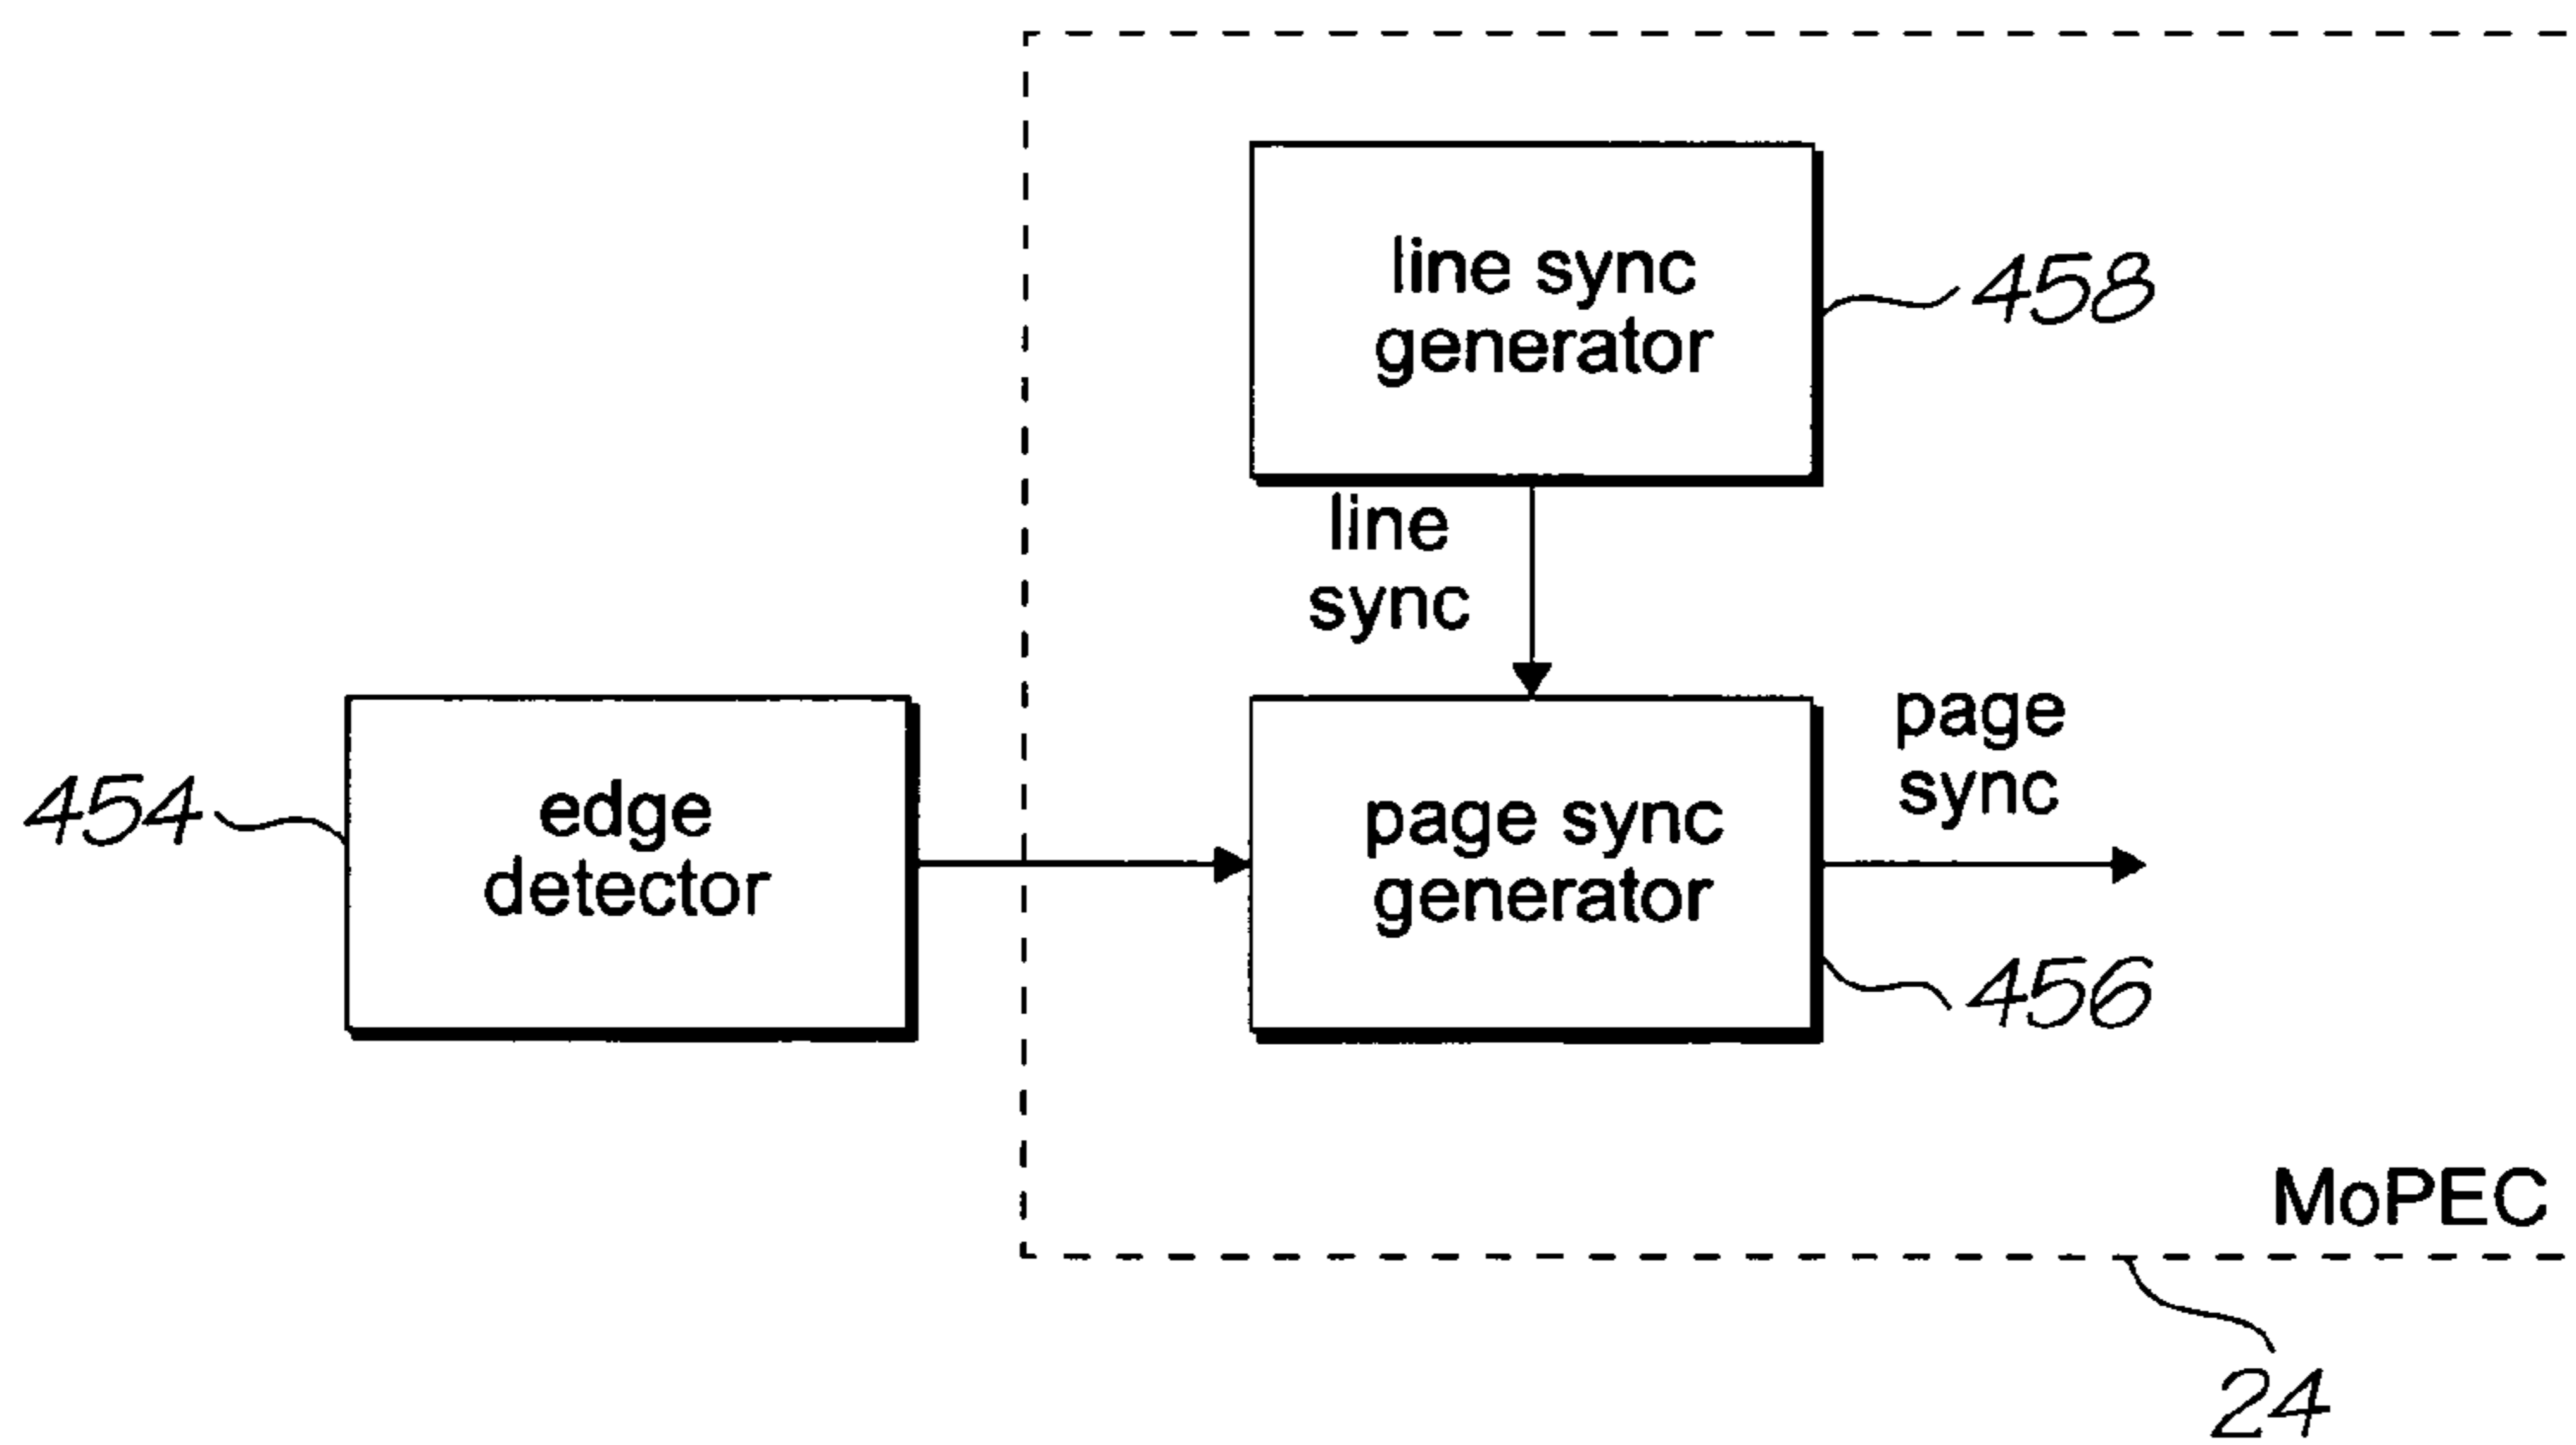 line sync
generator
458
line
sync
454
edge
detector
page sync
generator
page
sync
456
MoPEC
24